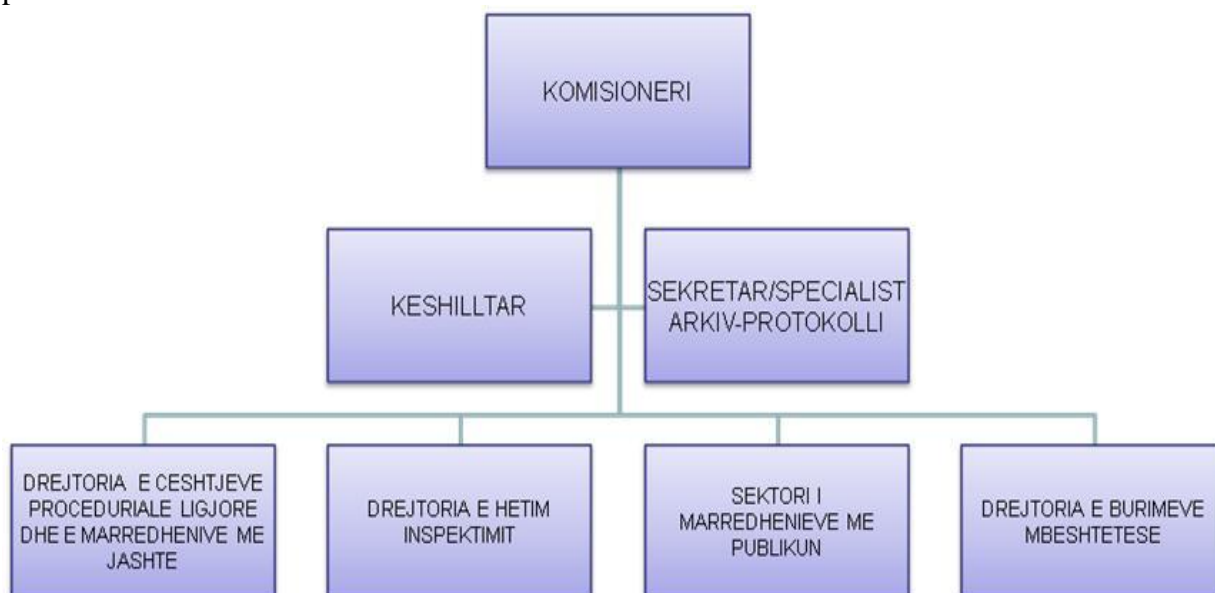 KOMISIONERI
KESHILLTAR
SEKRETAR/SPECIALIST
ARKIV-PROTOKOLLI
DREJTORIA E CESHTJEVE
PROCEDURIALE LIGJORE
DHE E MARREDHENIVE ME
JASHTE
DREJTORIA E HETIM
INSPEKTIMIT
SEKTORI I
MARREDHENIEVE ME
PUBLIKUN
DREJTORIA E BURIMEVE
MBESHTETESE